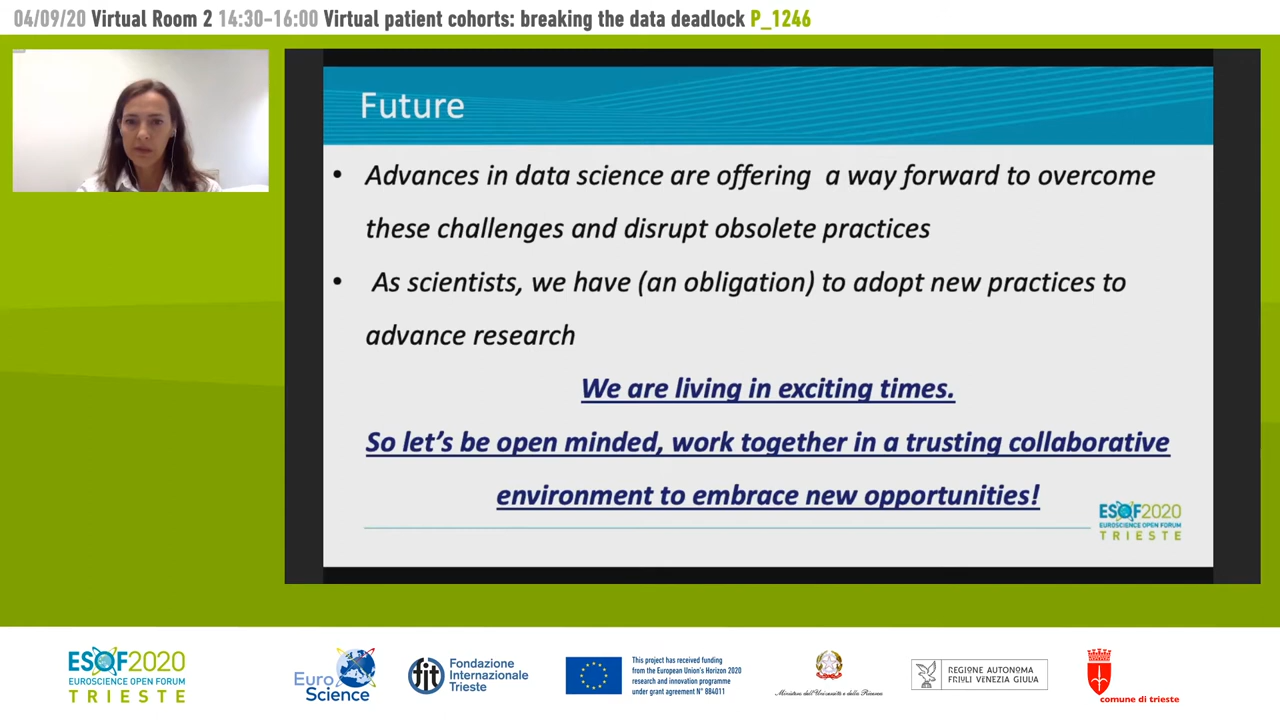 04/09/20 Virtual Room 2 14:30-16:00 Virtual patient cohorts: breaking the data deadlock P_1246
Future
• Advances in data science are offering a way forward to overcome
these challenges and disrupt obsolete practices
• As scientists, we have (an obligation) to adopt new practices to
advance research
We are living in exciting times.
So let's be open minded, work together in a trusting collaborative
environment to embrace new opportunities!
ESOF2020
EUROSCIENCE OPEN FORUM
TRIESTE
ESOF2020
EUROSCIENCE OPEN FORUM
TRIESTE
Euro
Science
fit
Fondazione
Internazionale
Trieste
This project has received funding
from the European Union's Horizon 2020
research and innovation programme
under grant agreement N° 884011
Ministero dell'Università e della Ricerca
REGIONE AUTONOMA
FRIULI VENEZIA GIULIA
comune di trieste